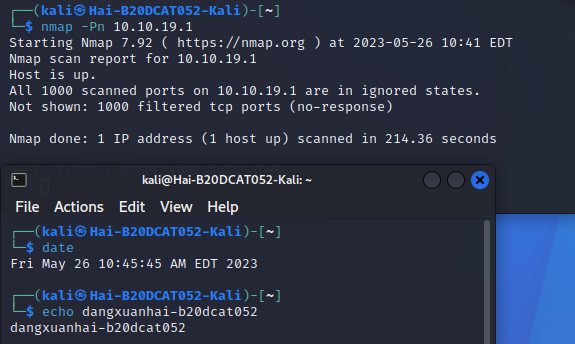 ┌──(kali㉿Hai-B20DCAT052-Kali)-[~]
└─$ nmap -Pn 10.10.19.1
Starting Nmap 7.92 ( https://nmap.org ) at 2023-05-26 10:41 EDT
Nmap scan report for 10.10.19.1
Host is up.
All 1000 scanned ports on 10.10.19.1 are in ignored states.
Not shown: 1000 filtered tcp ports (no-response)
Nmap done: 1 IP address (1 host up) scanned in 214.36 seconds
kali@Hai-B20DCAT052-Kali: ~
File Actions Edit View Help
┌──(kali㉿Hai-B20DCAT052-Kali)-[~]
└─$ date
Fri May 26 10:45:45 AM EDT 2023
┌──(kali㉿Hai-B20DCAT052-Kali)-[~]
└─$ echo dangxuanhai-b20dcat052
dangxuanhai-b20dcat052